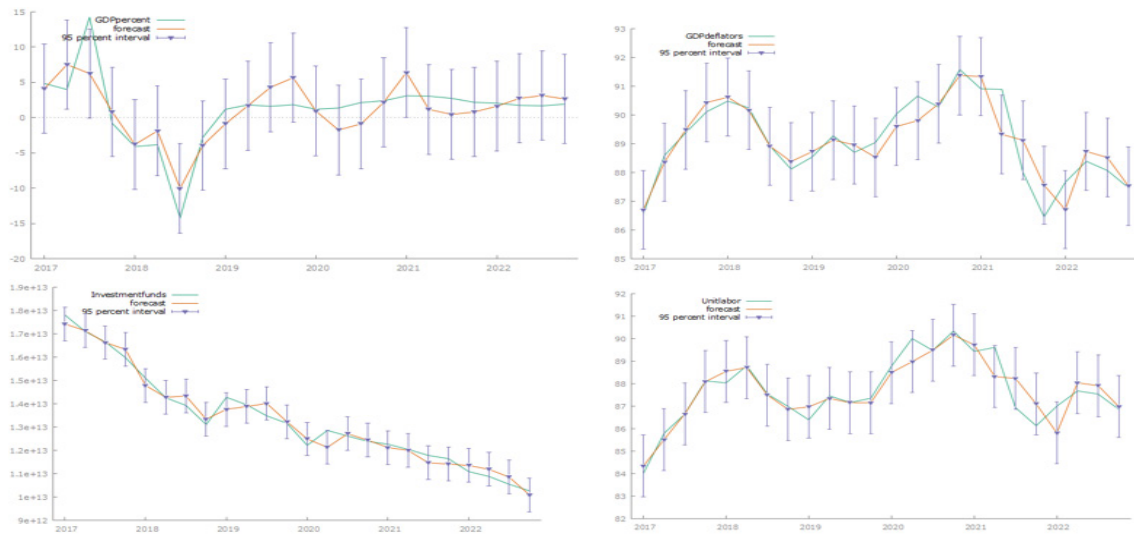 15
10
5
0
-5
-10
-15
-20
GDPpercent
forecast
95 percent interval
2017 2018 2019 2020 2021 2022
93
92
91
90
89
88
87
86
85
GDPdeflators
forecast
95 percent interval
2017 2018 2019 2020 2021 2022
1.9e+13
1.8e+13
1.7e+13
1.6e+13
1.5e+13
1.4e+13
1.3e+13
1.2e+13
1.1e+13
1e+13
9e+12
Investmentfunds
forecast
95 percent interval
2017 2018 2019 2020 2021 2022
92
91
90
89
88
87
86
85
84
83
82
Unitlabor
forecast
95 percent interval
2017 2018 2019 2020 2021 2022